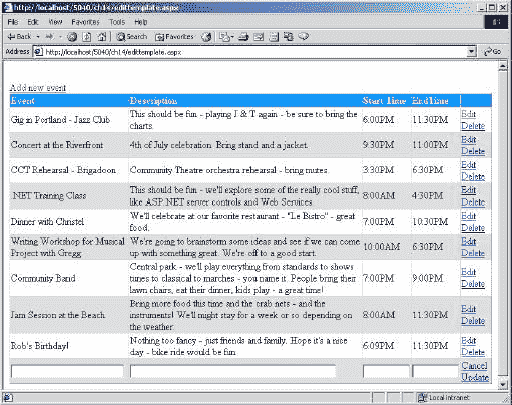 http://localhost/5040/ch14/edittemplate.aspx
File Edit View Favorites Tools Help
Back Search Favorites
Address http://localhost/5040/ch14/edittemplate.aspx Go
Add new event
Event Description Start Time EndTime
Gig in Portland - Jazz Club This should be fun - playing J & T again - be sure to bring the 6:00PM 11:30PM Edit
charts. Delete
Concert at the Riverfront 4th of July celebration. Bring stand and a jacket. 9:30PM 11:00PM Edit
Delete
CCT Rehearsal - Brigadoon Community Theatre orchestra rehearsal - bring mutes. 3:30PM 6:30PM Edit
Delete
.NET Training Class This should be fun - we'll explore some of the really cool stuff, 8:00AM 4:30PM Edit
like ASP.NET server controls and Web Services. Delete
Dinner with Christel We'll celebrate at our favorite restaurant - "Le Bistro" - great 7:00PM 10:30PM Edit
food. Delete
Writing Workshop for Musical We're going to brainstorm some ideas and see if we can come 10:00AM 6:30PM Edit
Project with Gregg up with something great. We're off to a good start. Delete
Community Band Central park - we'll play everything from standards to shows 7:00PM 9:00PM Edit
tunes to classical to marches - you name it. People bring their Delete
lawn chairs, eat their dinner, kids play - a great time!
Jam Session at the Beach Bring more food this time and the crab nets - and the 8:00AM 11:30PM Edit
instruments! We'll might stay for a week or so depending on Delete
the weather.
Rob's Birthday! Nothing too fancy - just friends and family. Hope it's a nice 6:09PM 11:30PM Edit
day - bike ride would be fun Delete
Cancel
Update
Local intranet